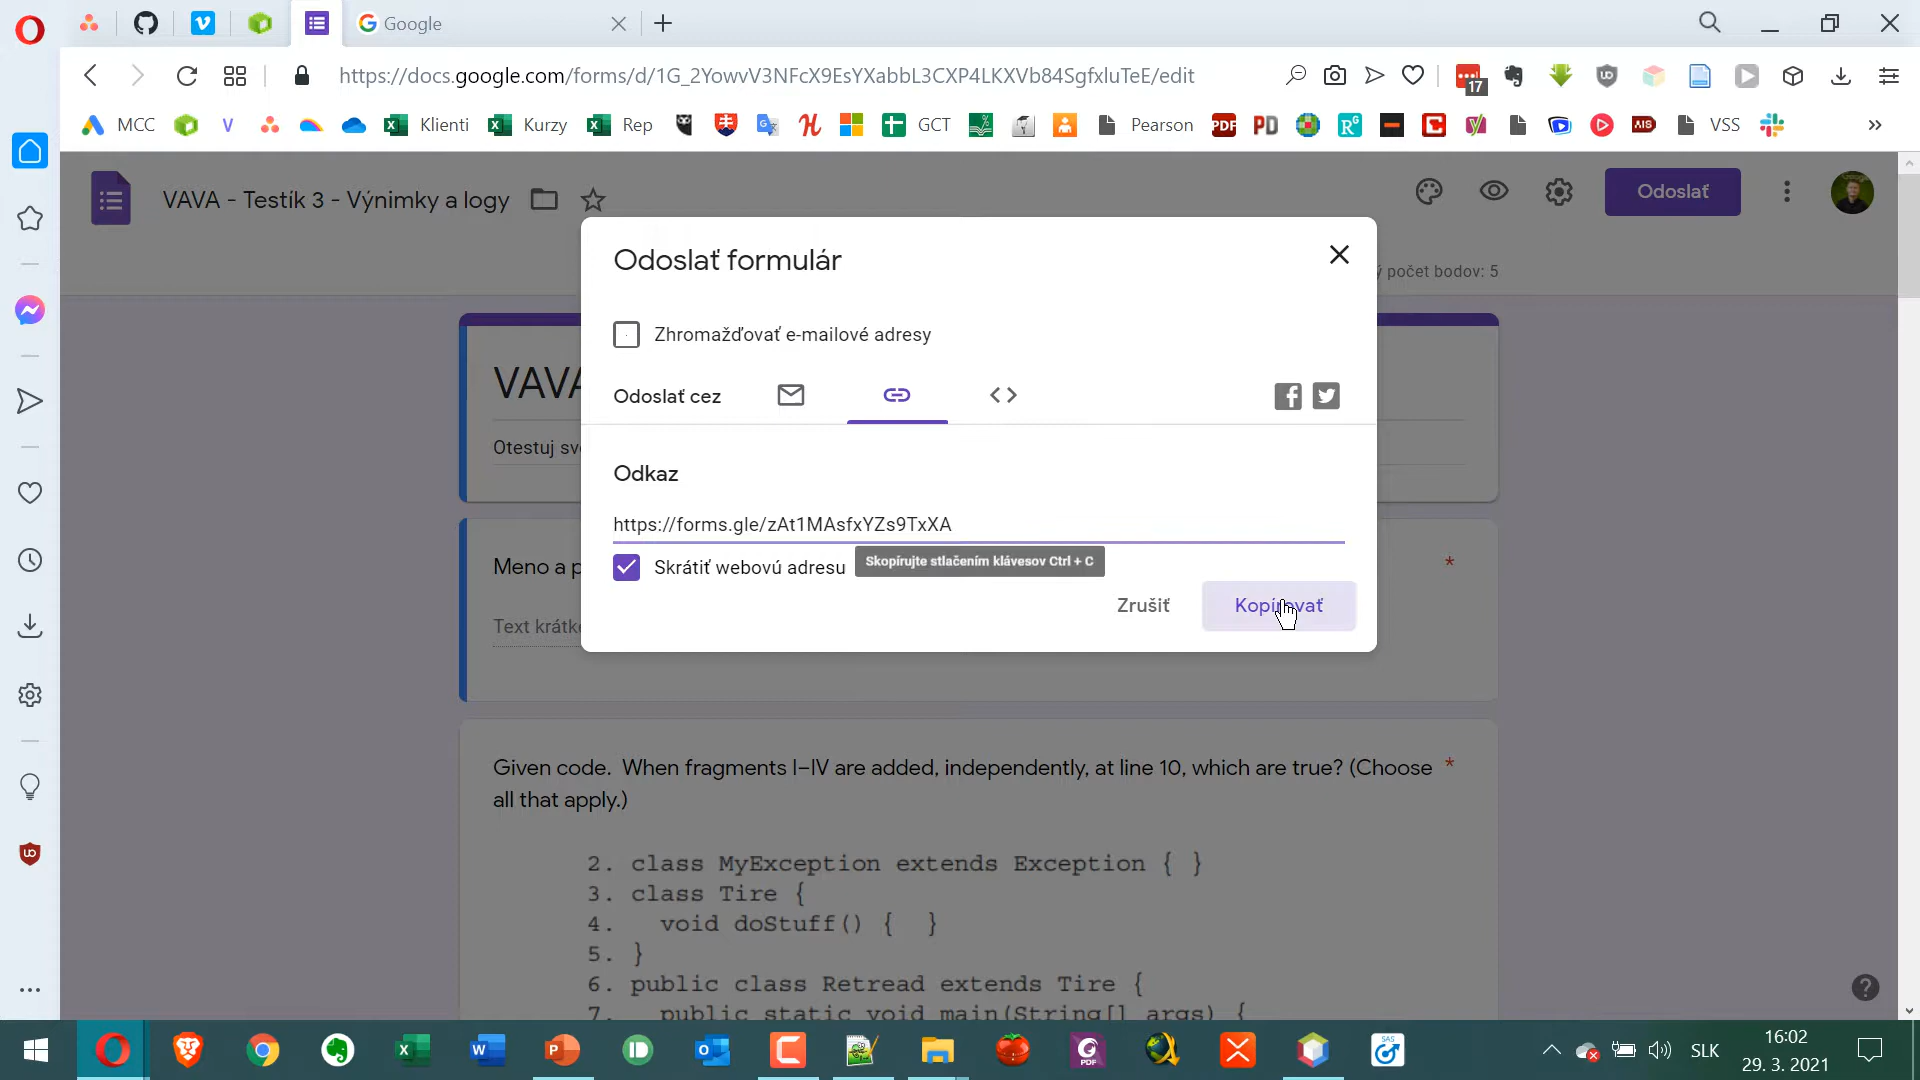 Google
https://docs.google.com/forms/d/1G_2YowvV3NFcX9EsYXabbL3CXP4LKXVb84SgfxluTeE/edit
17
MCC
Klienti
Kurzy
Rep
GCT
Pearson
PDF
PD
AIS
VSS
VAVA - Testík 3 - Výnimky a logy
Odoslať
ý počet bodov: 5
Odoslať formulár
Zhromažďovať e-mailové adresy
Odoslať cez
Odkaz
https://forms.gle/zAt1MAsfxYZs9TxXA
Skrátiť webovú adresu
Skopírujte stlačením klávesov Ctrl + C
Zrušiť
Kopírovať
VAVA
Otestuj sv
Meno a p
*
Text krátk
Given code. When fragments I–IV are added, independently, at line 10, which are true? (Choose *
all that apply.)
2. class MyException extends Exception { }
3. class Tire {
4. void doStuff() { }
5. }
6. public class Retread extends Tire {
7. public static void main(String[] args) {
SLK
16:02
29. 3. 2021